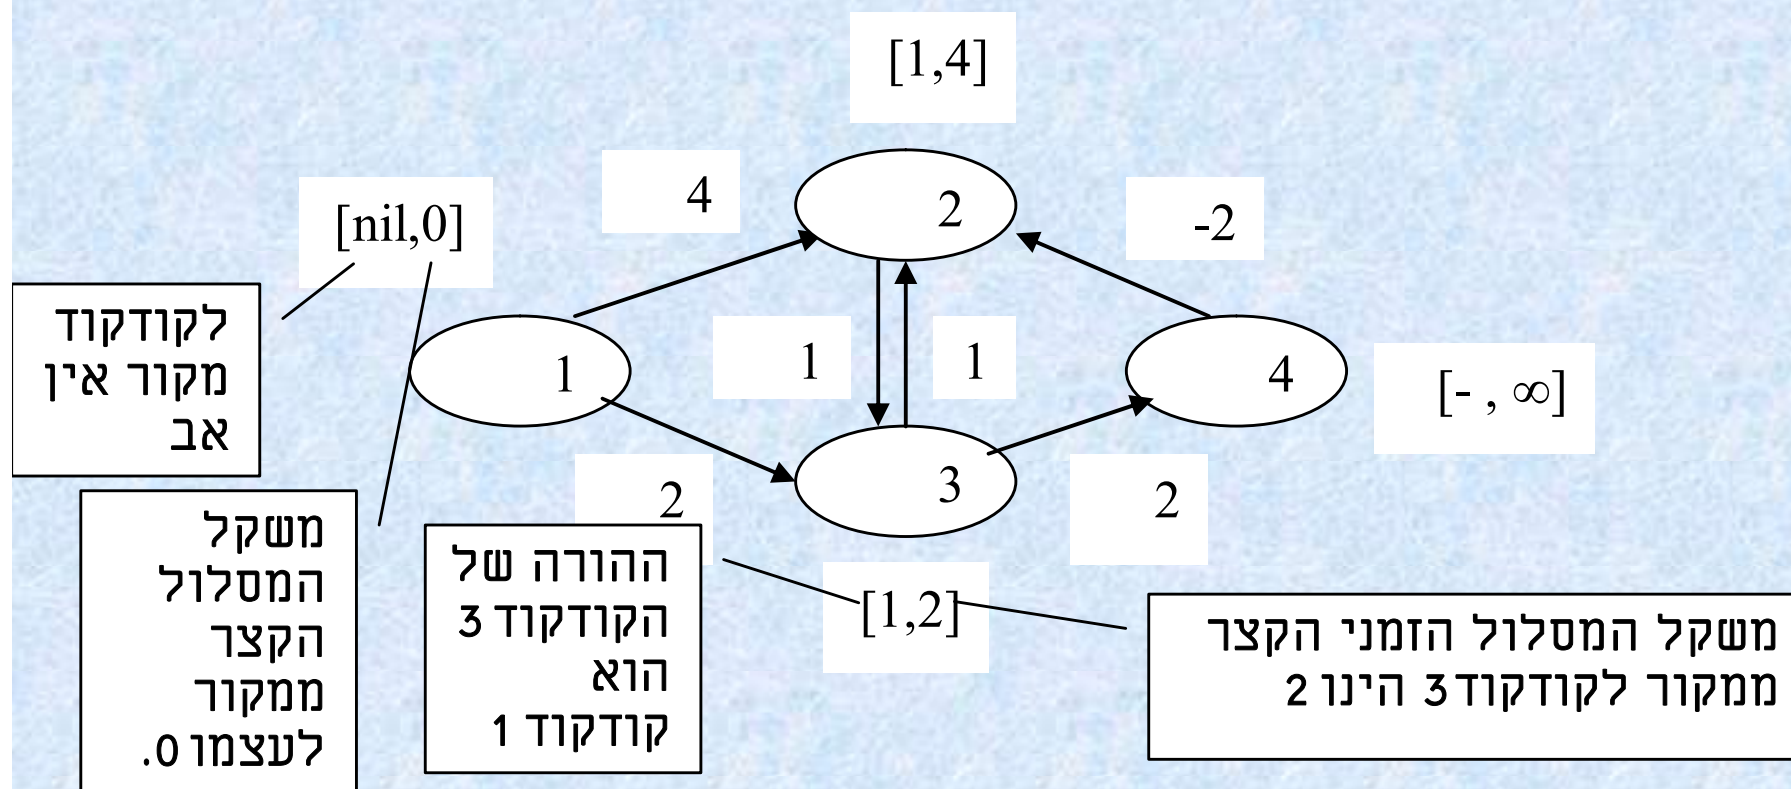 [1,4]
4
2
-2
[nil,0]
לקודקוד
מקור אין
אב
1
1
1
4
[- , ∞]
2
3
2
משקל
המסלול
הקצר
ממקור
לעצמו 0.
ההורה של
הקודקוד 3
הוא
קודקוד 1
[1,2]
משקל המסלול הזמני הקצר
ממקור לקודקוד 3 הינו 2